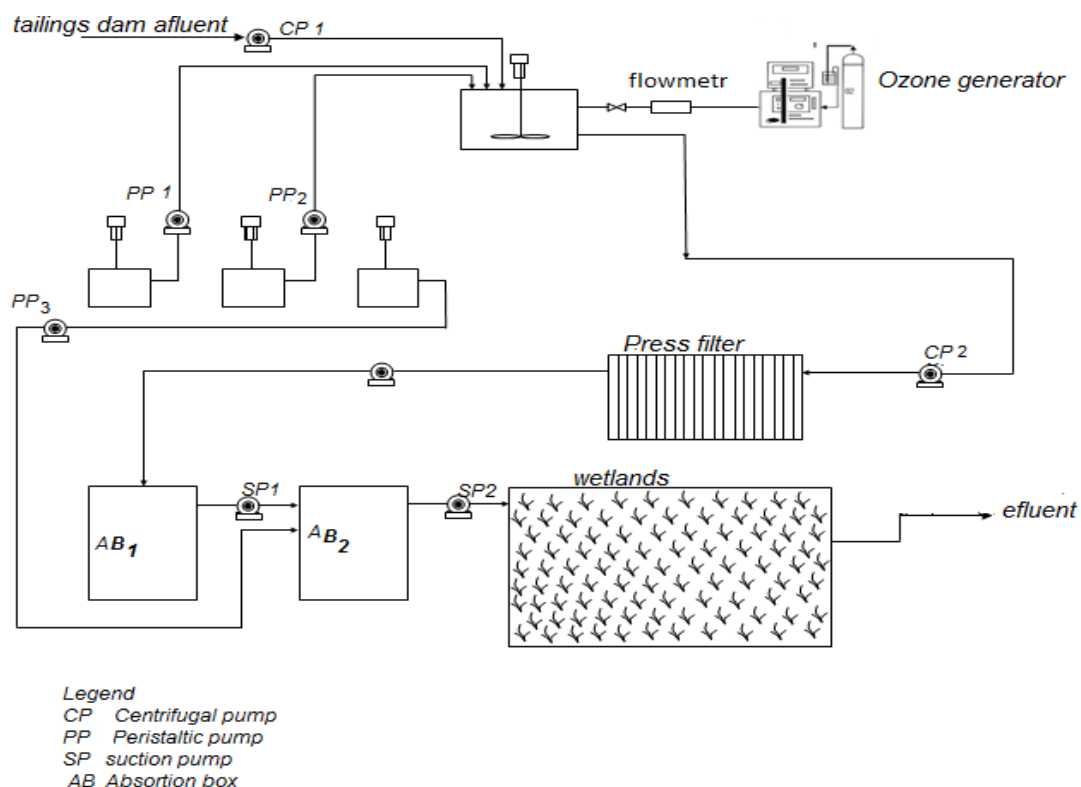 tailings dam afluent
CP 1
flowmetr
Ozone generator
PP 1
PP2
PP3
Press filter
CP 2
SP1
SP2
wetlands
AB1
AB2
efluent
Legend
CP Centrifugal pump
PP Peristaltic pump
SP suction pump
AB Absortion box